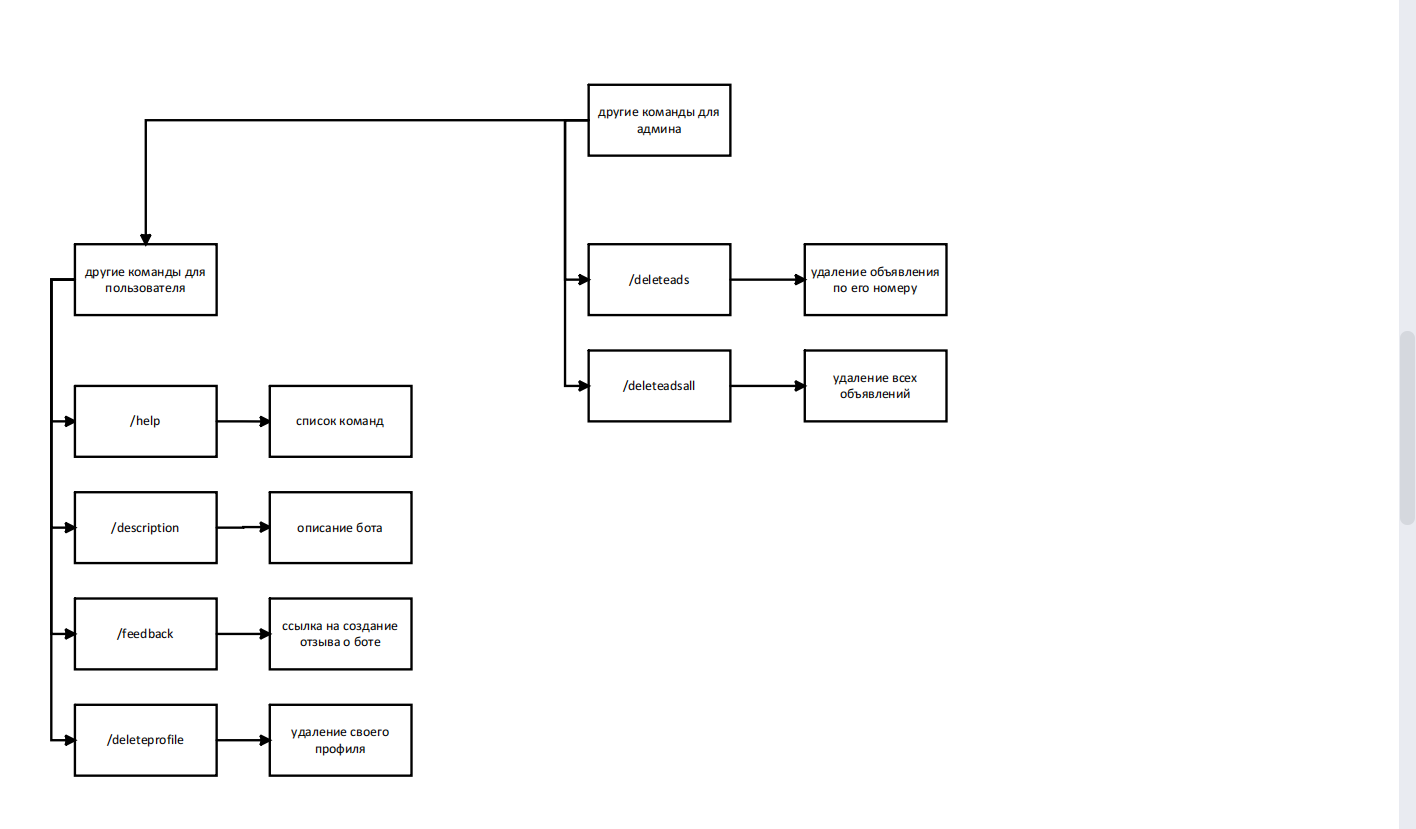 другие команды для
админа
другие команды для
пользователя
/deleteads
удаление объявления
по его номеру
/deleteadsall
удаление всех
объявлений
/help
список команд
/description
описание бота
/feedback
ссылка на создание
отзыва о боте
/deleteprofile
удаление своего
профиля